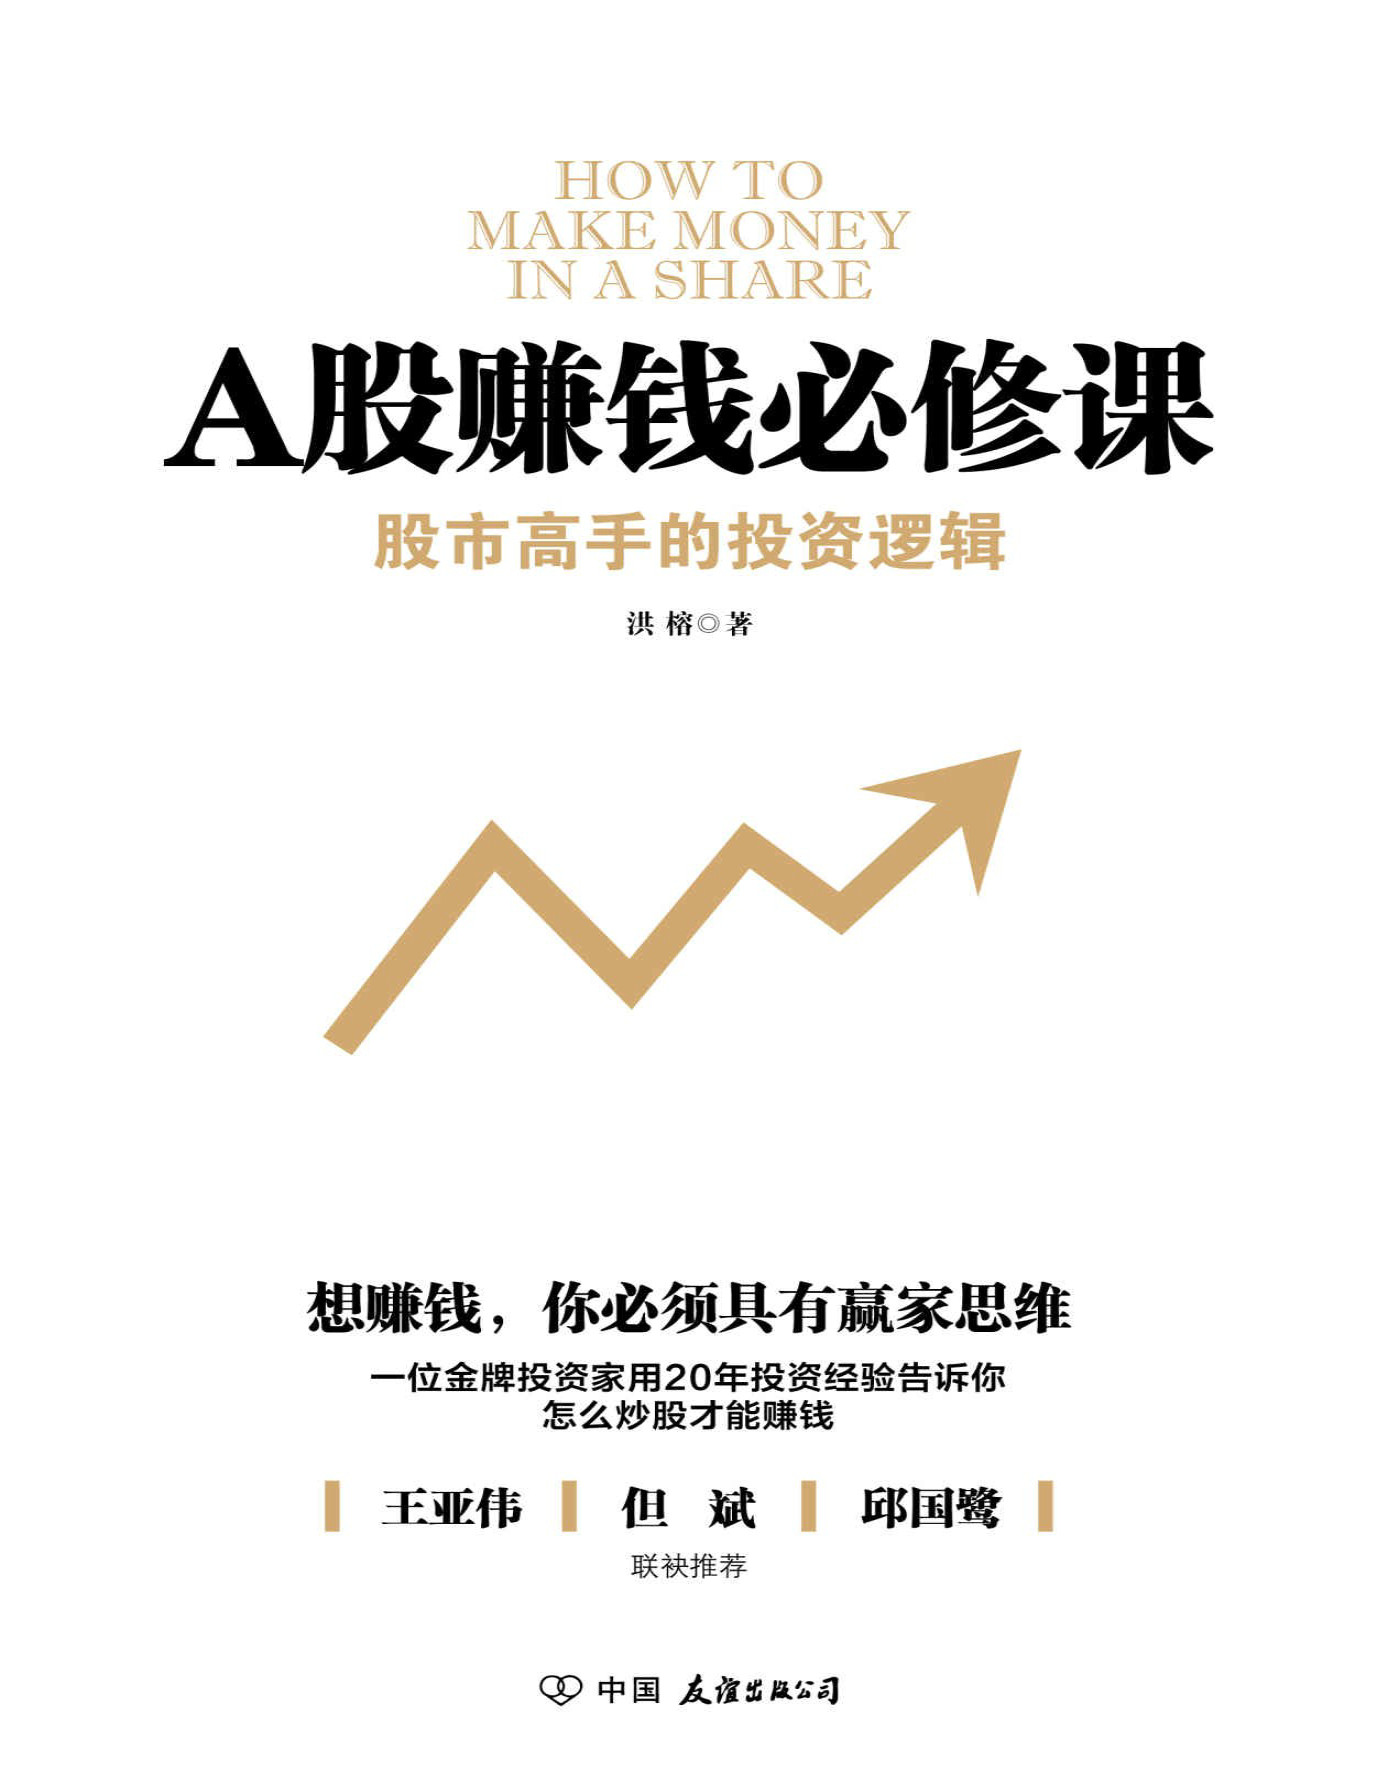 HOW TO
MAKE MONEY
IN A SHARE
A股赚钱必修课
股市高手的投资逻辑
洪 榕◎著
想赚钱，你必须具有赢家思维
一位金牌投资家用20年投资经验告诉你
怎么炒股才能赚钱
王亚伟 但 斌 邱国鹭
联袂推荐
中国 友谊出版公司